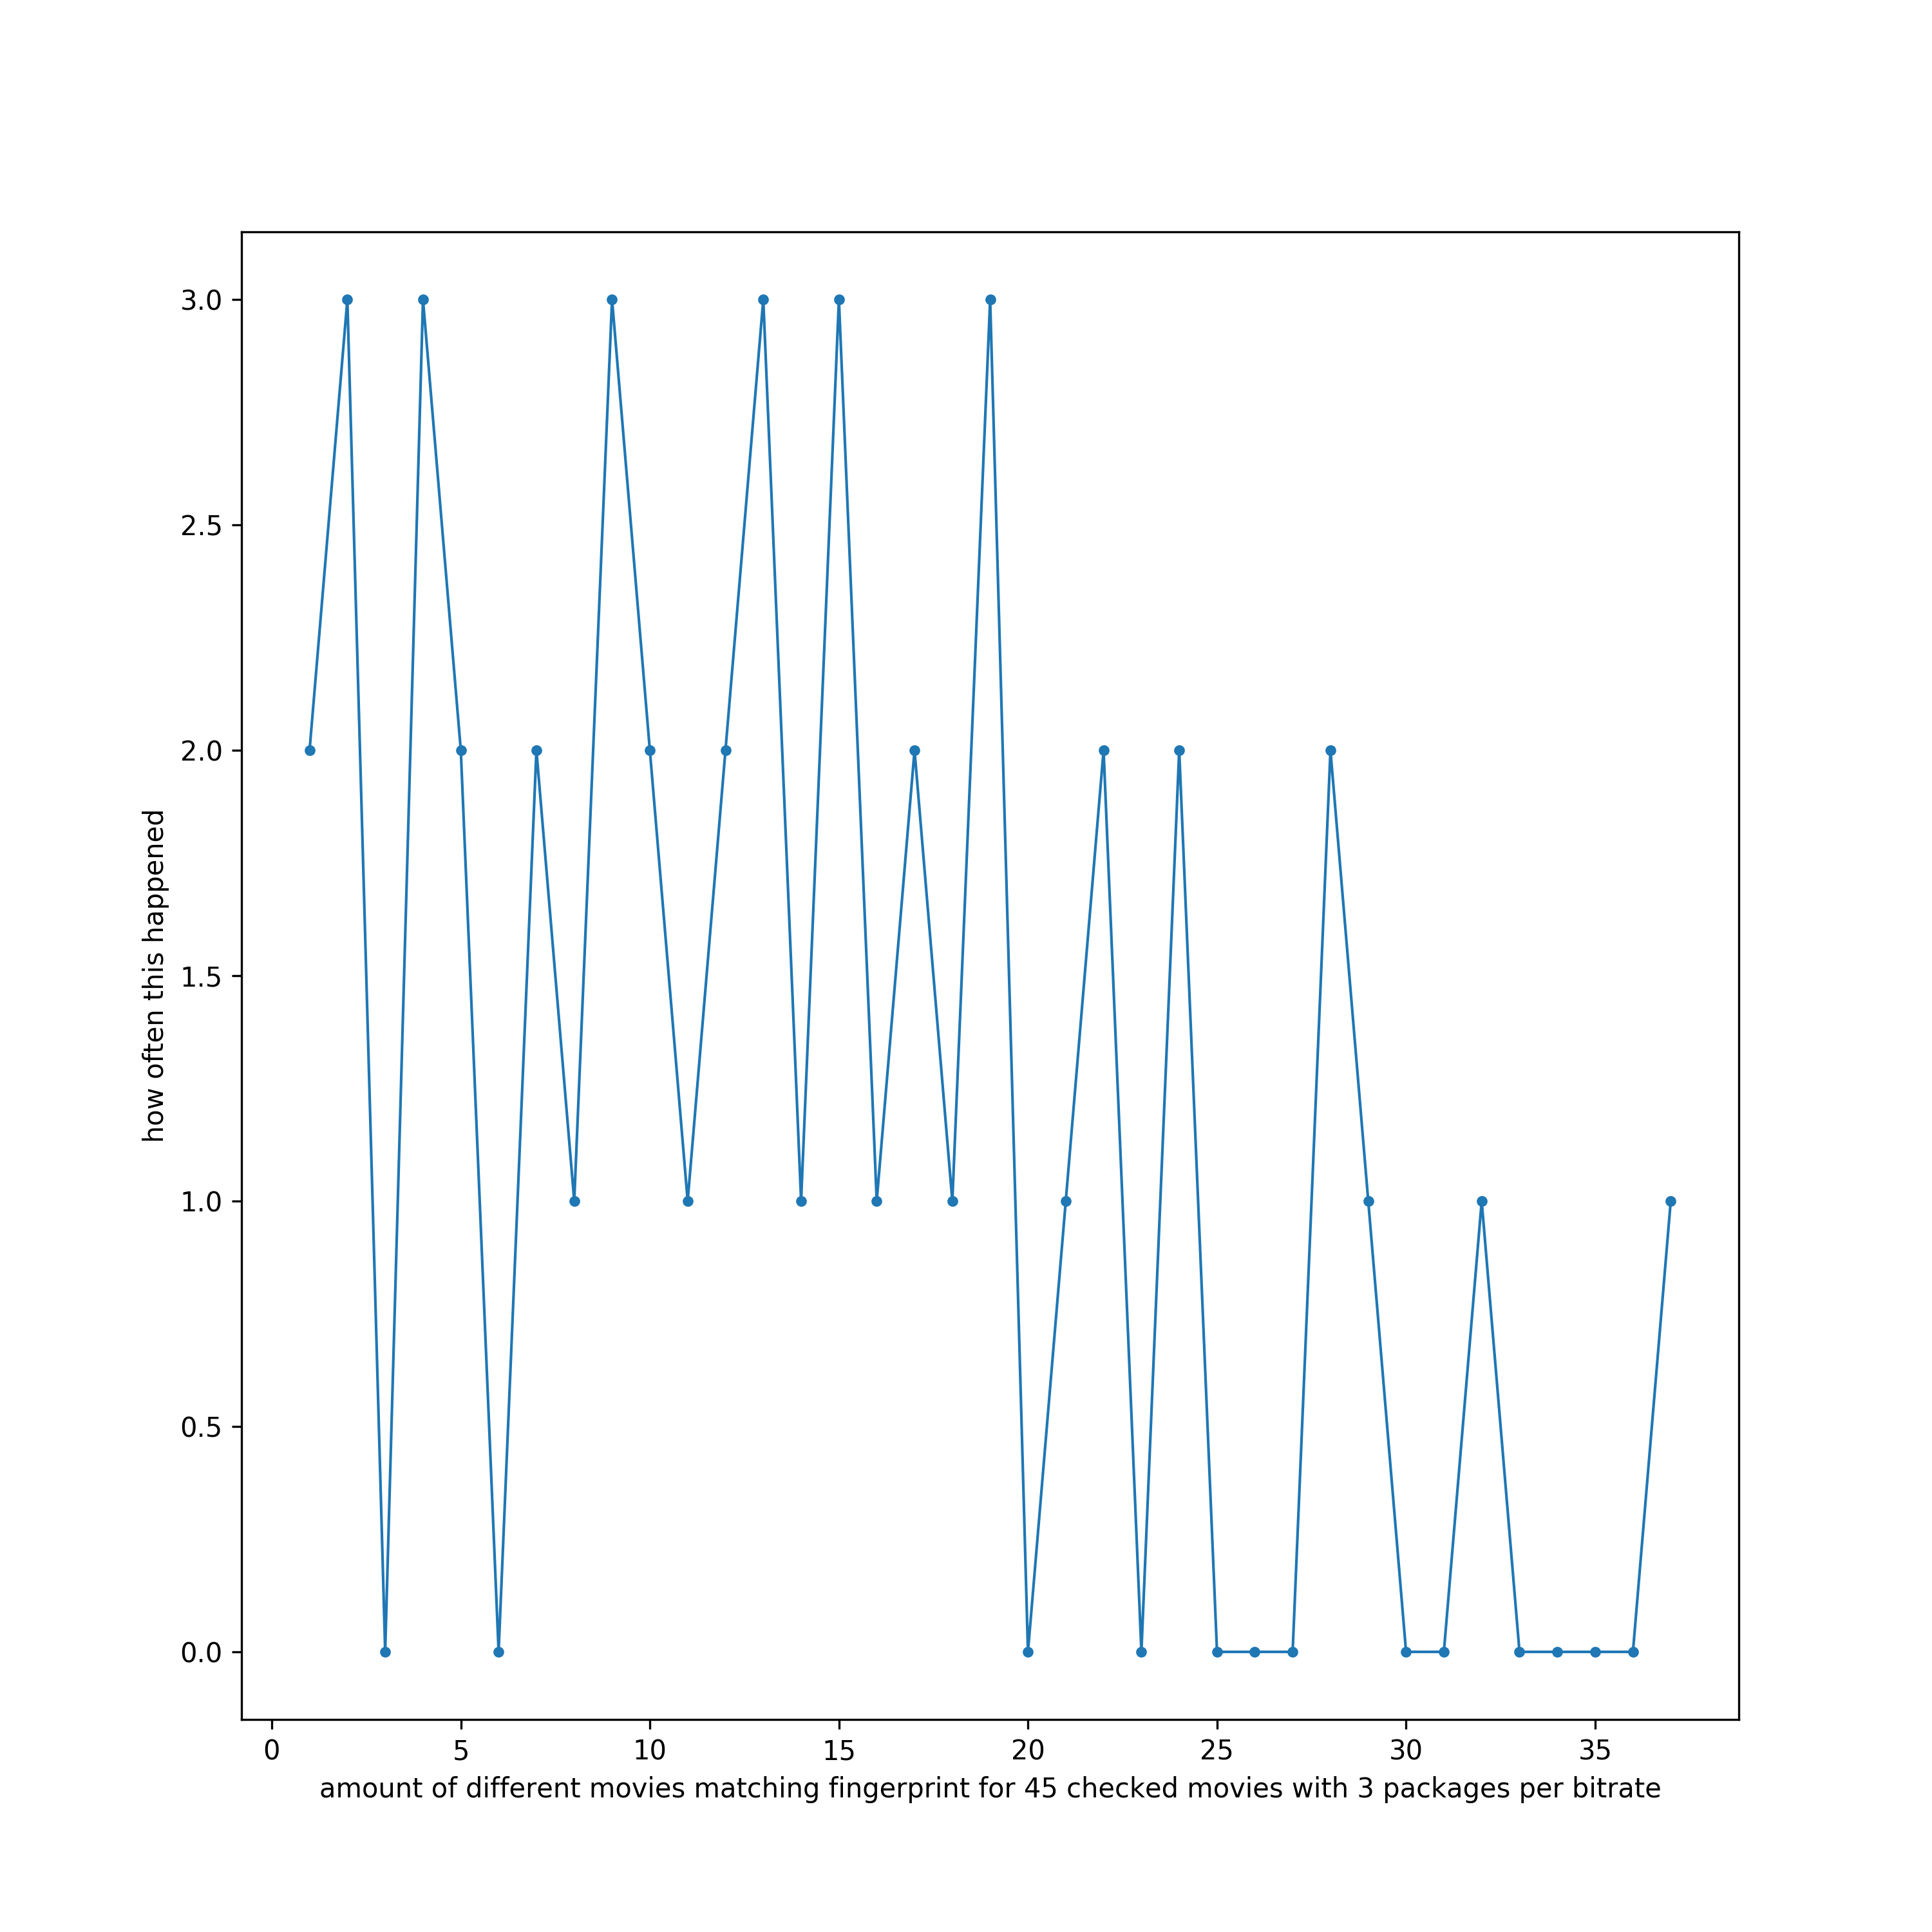 3.0
2.5
2.0
1.5
1.0
0.5
0.0
how often this happened
0 5 10 15 20 25 30 35
amount of different movies matching fingerprint for 45 checked movies with 3 packages per bitrate